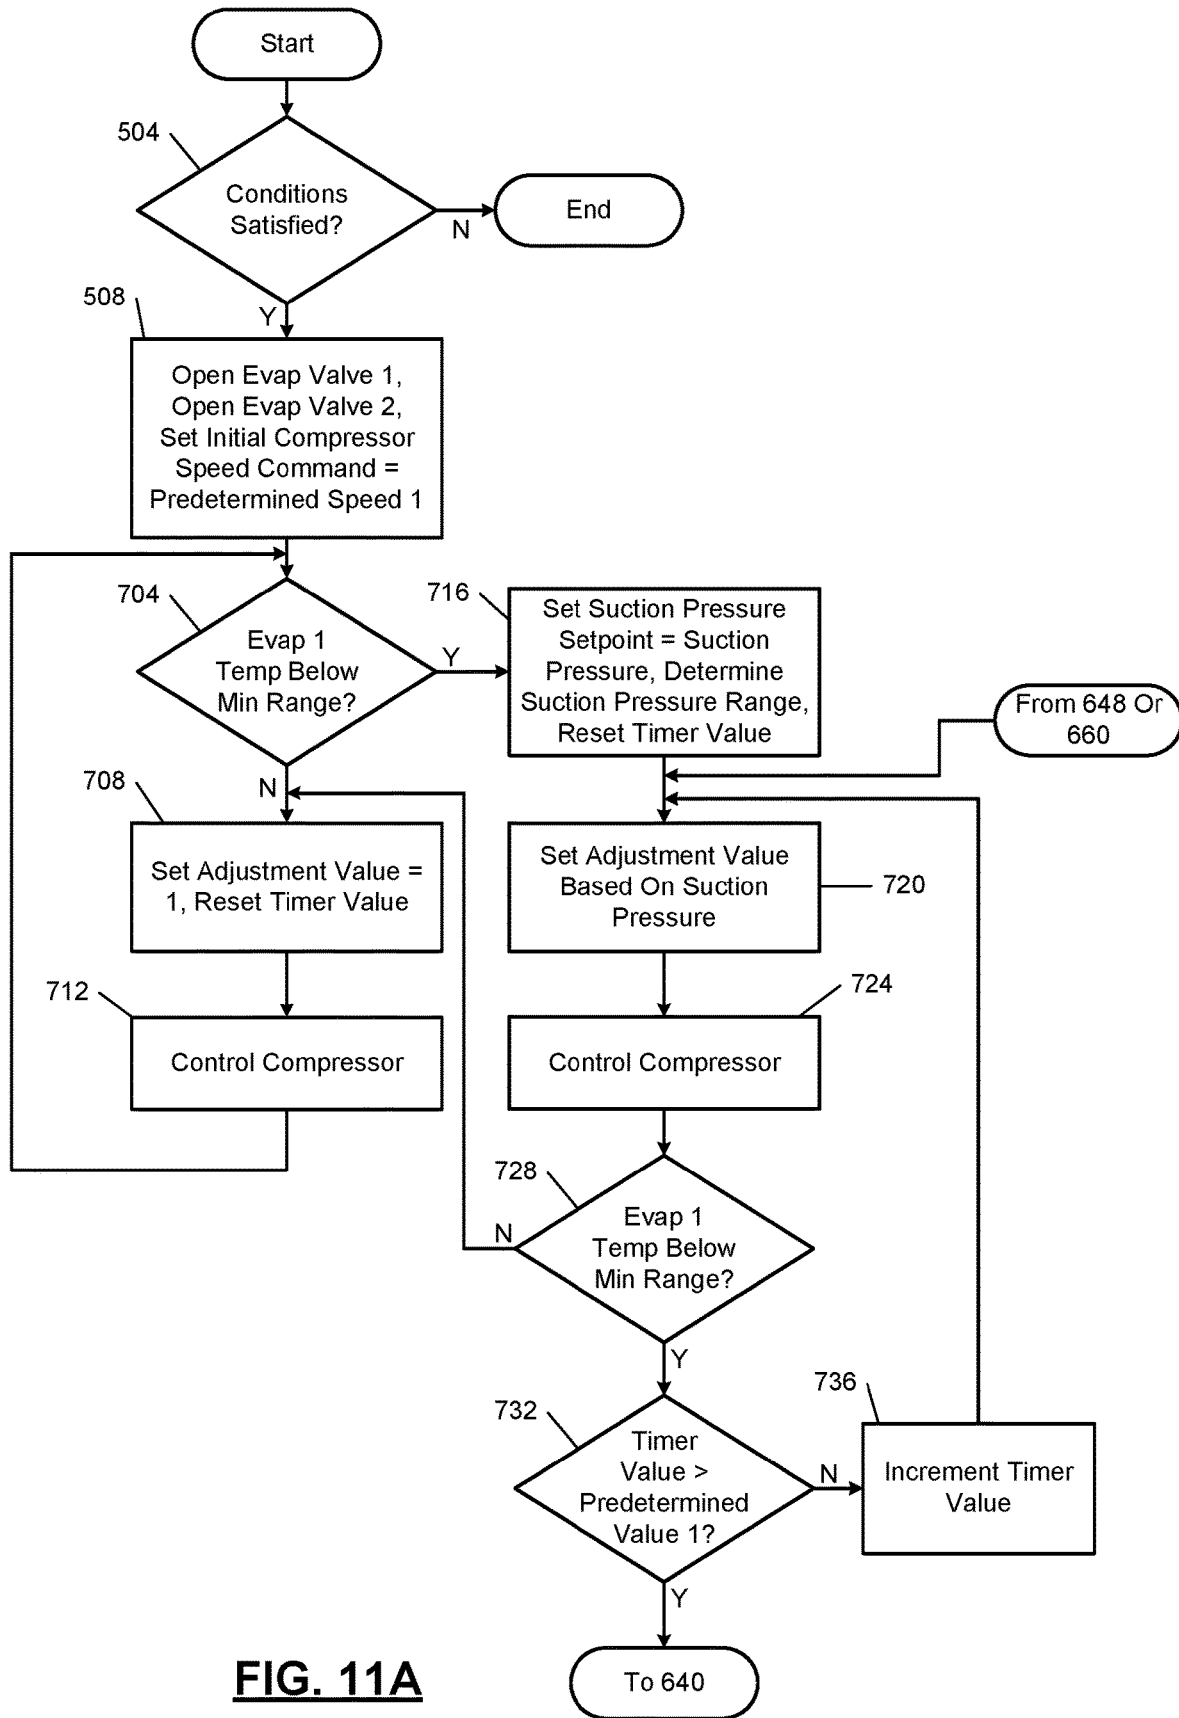 Start
504
Conditions
Satisfied?
N
End
Y
508
Open Evap Valve 1,
Open Evap Valve 2,
Set Initial Compressor
Speed Command =
Predetermined Speed 1
704
Evap 1
Temp Below
Min Range?
Y
N
716
Set Suction Pressure
Setpoint = Suction
Pressure, Determine
Suction Pressure Range,
Reset Timer Value
From 648 Or
660
708
Set Adjustment Value =
1, Reset Timer Value
Set Adjustment Value
Based On Suction
Pressure
720
712
Control Compressor
724
Control Compressor
728
Evap 1
Temp Below
Min Range?
N
Y
732
Timer
Value >
Predetermined
Value 1?
N
736
Increment Timer
Value
Y
To 640
FIG. 11A